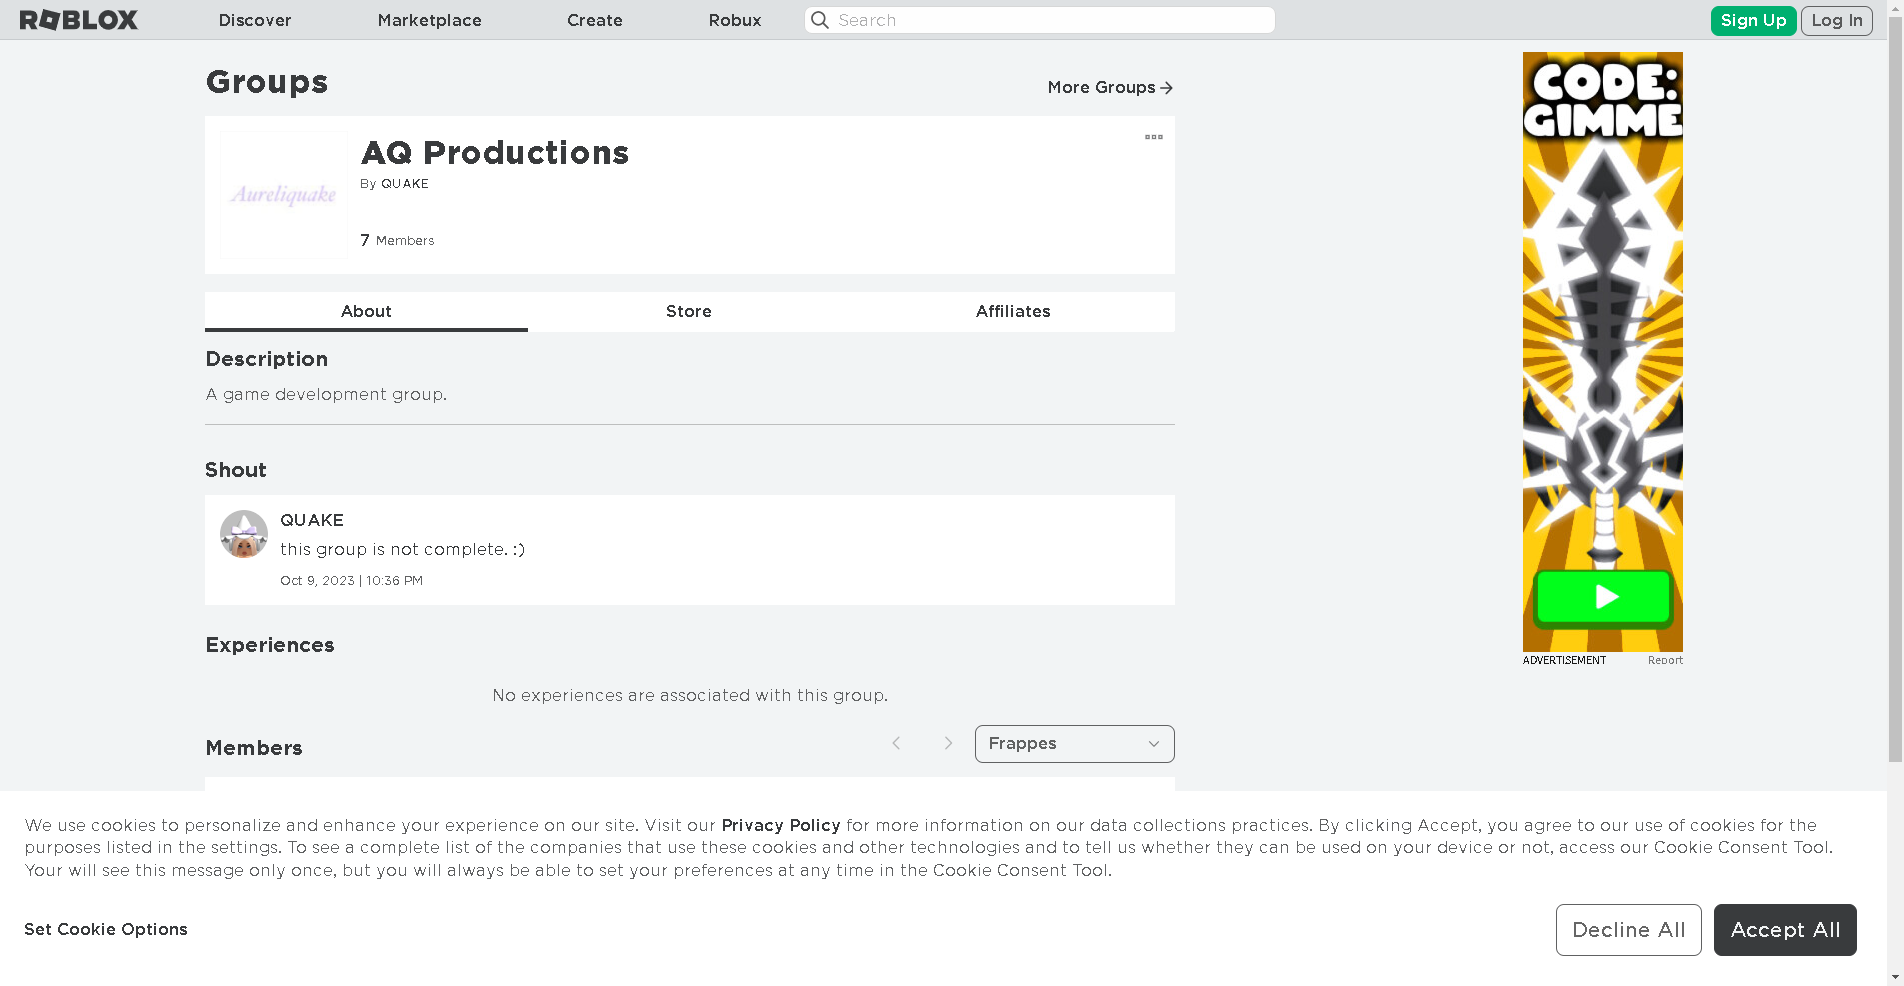 ROBLOX
Discover
Marketplace
Create
Robux
Search
Sign Up
Log In
Groups
More Groups
AQ Productions
By QUAKE
Aureliquake
7 Members
About
Store
Affiliates
Description
A game development group.
Shout
QUAKE
this group is not complete. :)
Oct 9, 2023 | 10:36 PM
Experiences
No experiences are associated with this group.
Members
Frappes
CODE:
GIMME
ADVERTISEMENT
Report
We use cookies to personalize and enhance your experience on our site. Visit our Privacy Policy for more information on our data collections practices. By clicking Accept, you agree to our use of cookies for the
purposes listed in the settings. To see a complete list of the companies that use these cookies and other technologies and to tell us whether they can be used on your device or not, access our Cookie Consent Tool.
Your will see this message only once, but you will always be able to set your preferences at any time in the Cookie Consent Tool.
Set Cookie Options
Decline All
Accept All